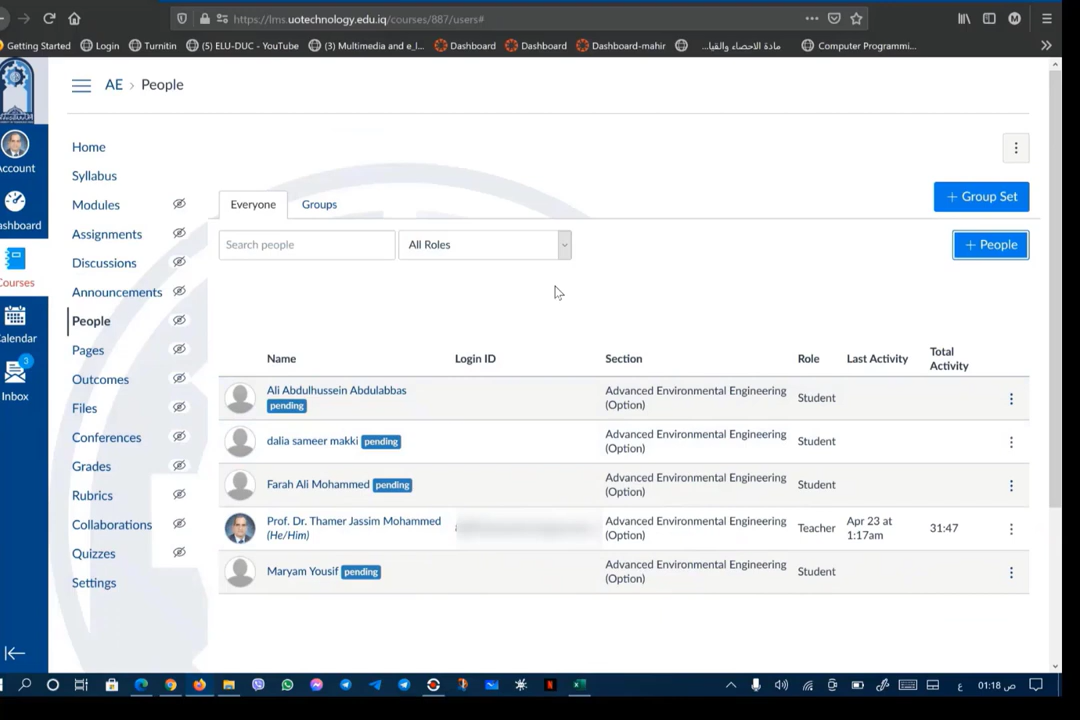 https://lms.uotechnology.edu.iq/courses/887/users#
Getting Started Login Turnitin (5) ELU-DUC - YouTube (3) Multimedia and e_l... Dashboard Dashboard Dashboard-mahir مادة الاحصاء والقيا... Computer Programmi...
AE › People
Home
Syllabus
Modules
Assignments
Discussions
Announcements
People
Pages
Outcomes
Files
Conferences
Grades
Rubrics
Collaborations
Quizzes
Settings
Account
ashboard
Courses
alendar
3
Inbox
+ Group Set
Everyone Groups
Search people All Roles + People
Name Login ID Section Role Last Activity Total Activity
Ali Abdulhussein Abdulabbas pending Advanced Environmental Engineering (Option) Student
dalia sameer makki pending Advanced Environmental Engineering (Option) Student
Farah Ali Mohammed pending Advanced Environmental Engineering (Option) Student
Prof. Dr. Thamer Jassim Mohammed (He/Him) Advanced Environmental Engineering (Option) Teacher Apr 23 at 1:17am 31:47
Maryam Yousif pending Advanced Environmental Engineering (Option) Student
ع 01:18 ص